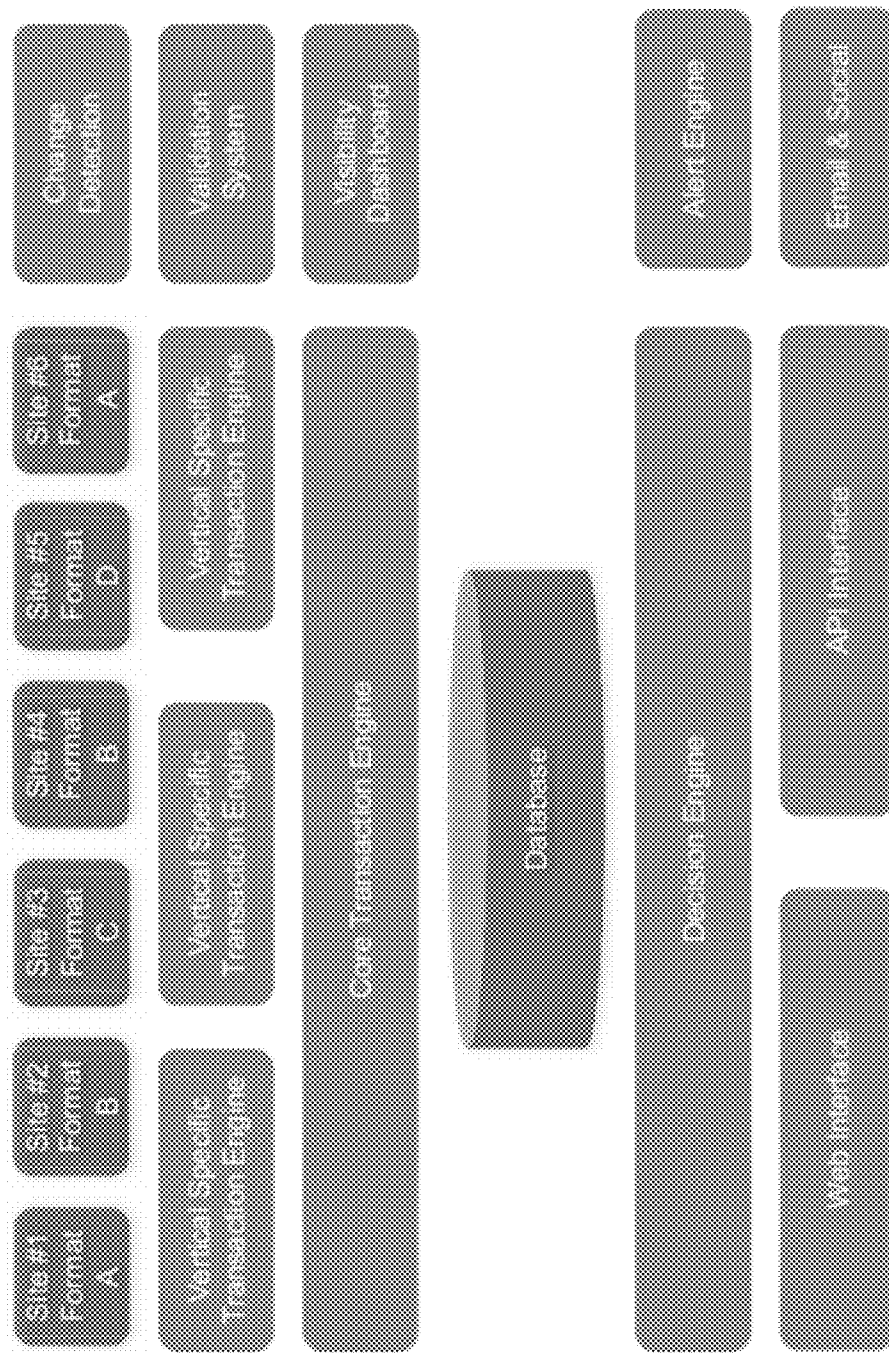 Site #1
Format
A
Site #2
Format
B
Site #3
Format
C
Site #4
Format
B
Site #5
Format
D
Site #6
Format
A
Change
Detection
Vertical Specific
Transaction Engine
Vertical Specific
Transaction Engine
Vertical Specific
Transaction Engine
Validation
System
Core Transaction Engine
Visibility
Dashboard
Database
Decision Engine
Alert Engine
Web Interface
API Interface
Email & Social